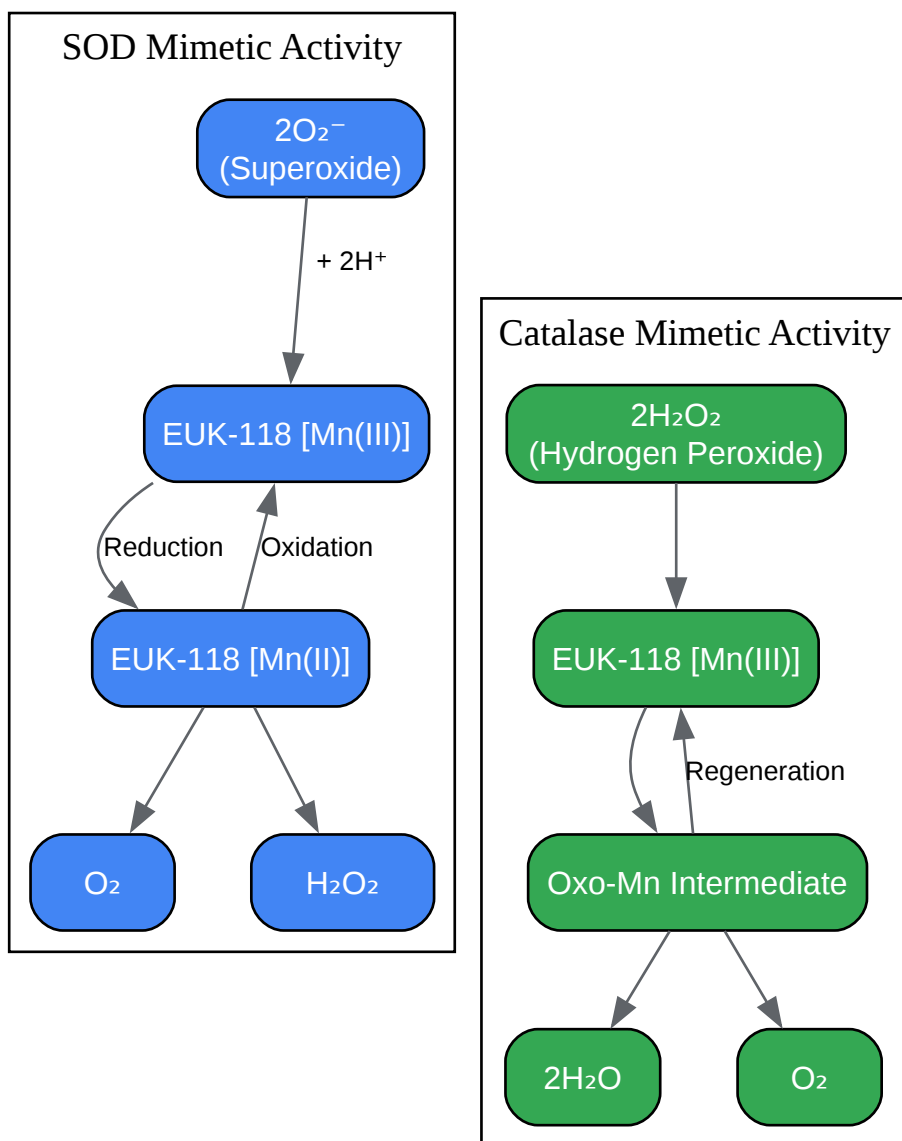 SOD Mimetic Activity
2O₂⁻
(Superoxide)
+ 2H⁺
EUK-118 [Mn(III)]
Reduction
Oxidation
EUK-118 [Mn(II)]
O₂
H₂O₂
Catalase Mimetic Activity
2H₂O₂
(Hydrogen Peroxide)
EUK-118 [Mn(III)]
Regeneration
Oxo-Mn Intermediate
2H₂O
O₂